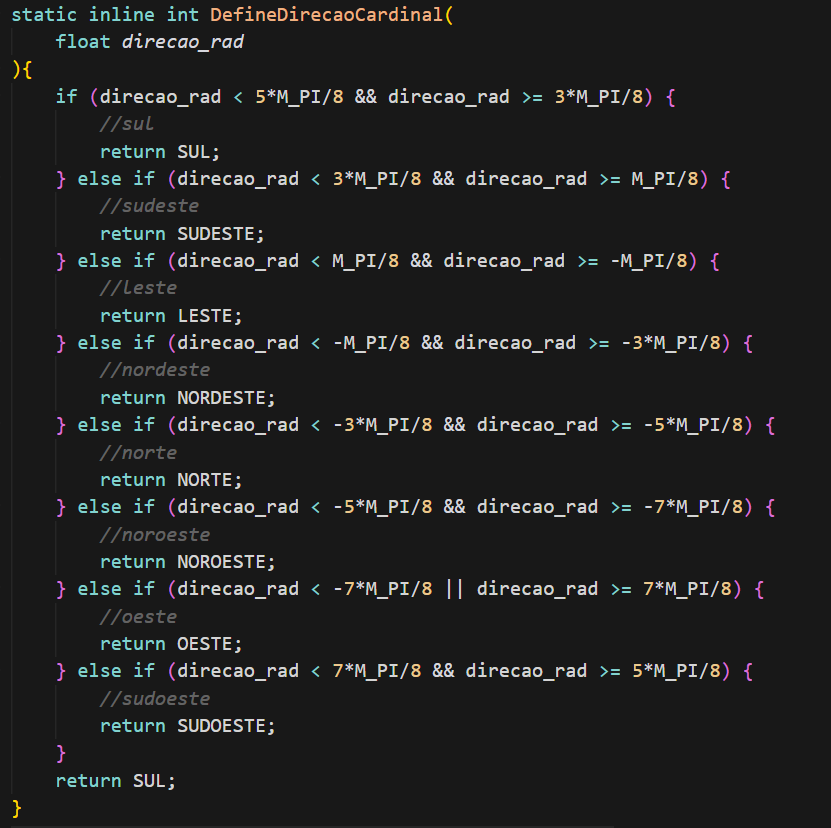 static inline int DefineDirecaoCardinal(
    float direcao_rad
){
    if (direcao_rad < 5*M_PI/8 && direcao_rad >= 3*M_PI/8) {
        //sul
        return SUL;
    } else if (direcao_rad < 3*M_PI/8 && direcao_rad >= M_PI/8) {
        //sudeste
        return SUDESTE;
    } else if (direcao_rad < M_PI/8 && direcao_rad >= -M_PI/8) {
        //leste
        return LESTE;
    } else if (direcao_rad < -M_PI/8 && direcao_rad >= -3*M_PI/8) {
        //nordeste
        return NORDESTE;
    } else if (direcao_rad < -3*M_PI/8 && direcao_rad >= -5*M_PI/8) {
        //norte
        return NORTE;
    } else if (direcao_rad < -5*M_PI/8 && direcao_rad >= -7*M_PI/8) {
        //noroeste
        return NOROESTE;
    } else if (direcao_rad < -7*M_PI/8 || direcao_rad >= 7*M_PI/8) {
        //oeste
        return OESTE;
    } else if (direcao_rad < 7*M_PI/8 && direcao_rad >= 5*M_PI/8) {
        //sudoeste
        return SUDOESTE;
    }
    return SUL;
}